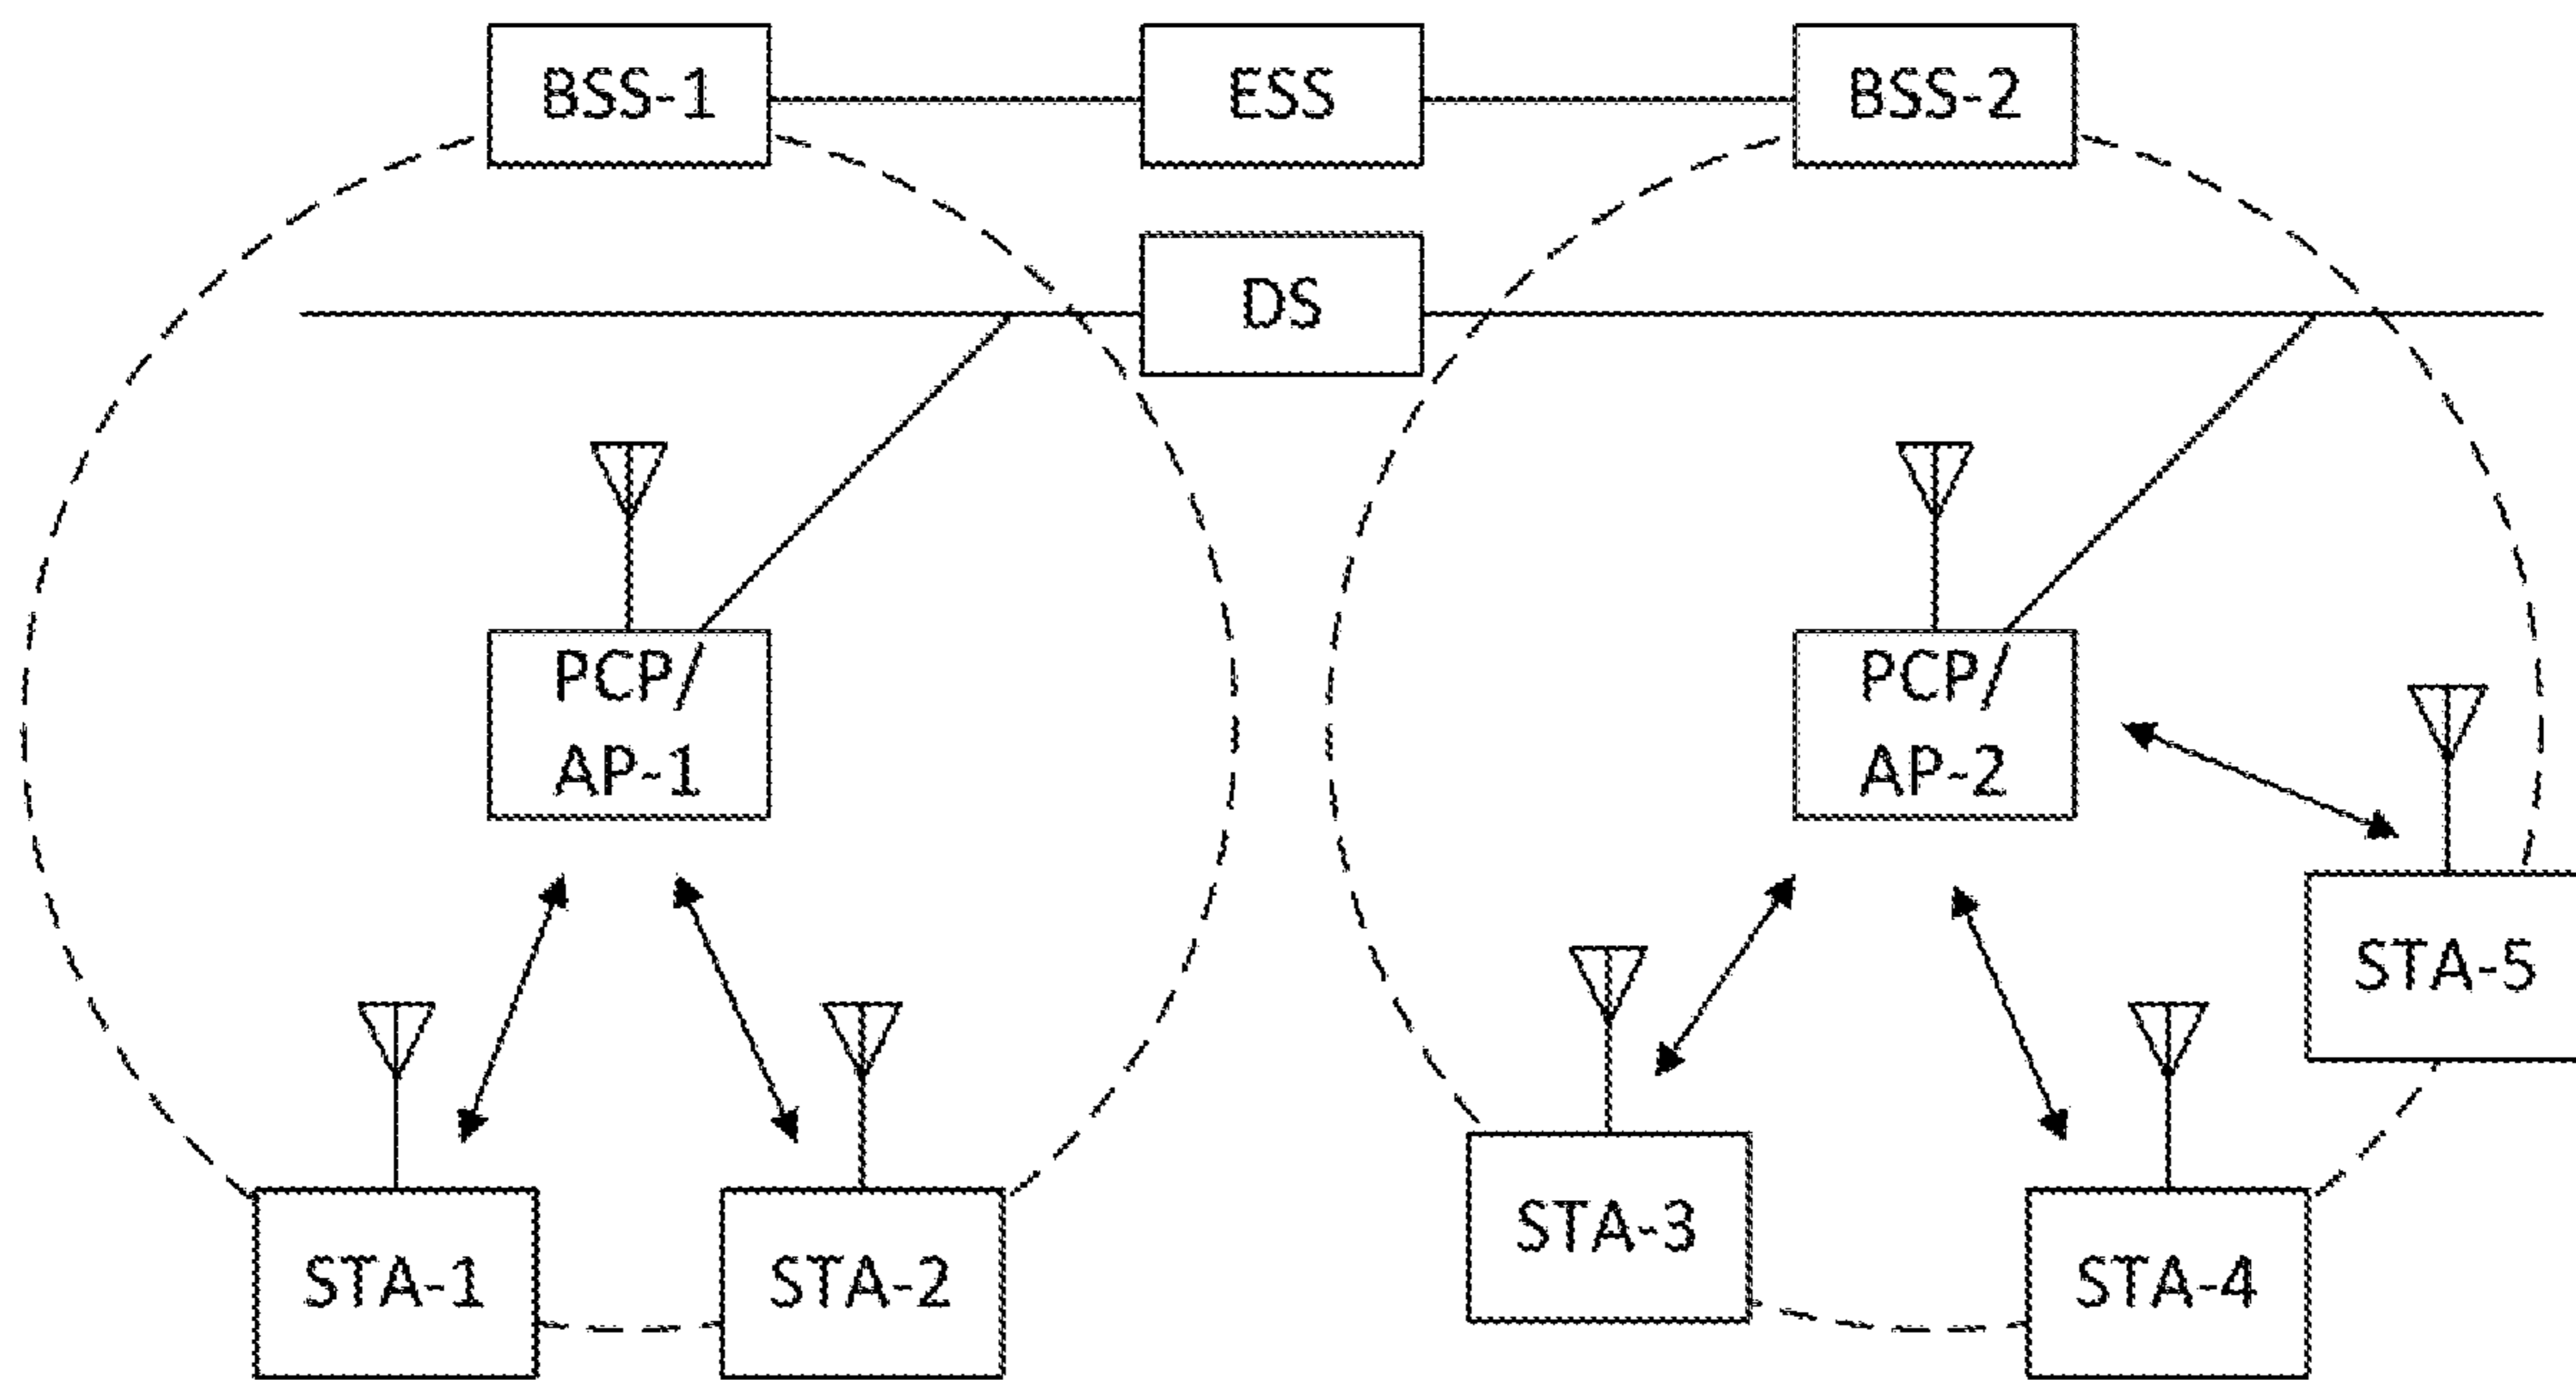 BSS-1
ESS
BSS-2
DS
PCP/
AP-1
PCP/
AP-2
STA-5
STA-3
STA-1
STA-2
STA-4